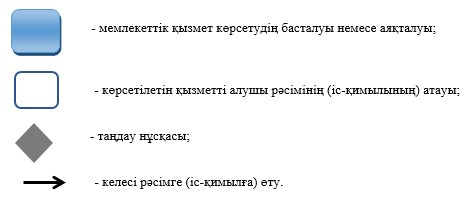 - мемлекеттік қызмет көрсетудің басталуы немесе аяқталуы;
- көрсетілетін қызметті алушы рәсімінің (іс-қимылының) атауы;
- таңдау нұсқасы;
- келесі рәсімге (іс-қимылға) өту.